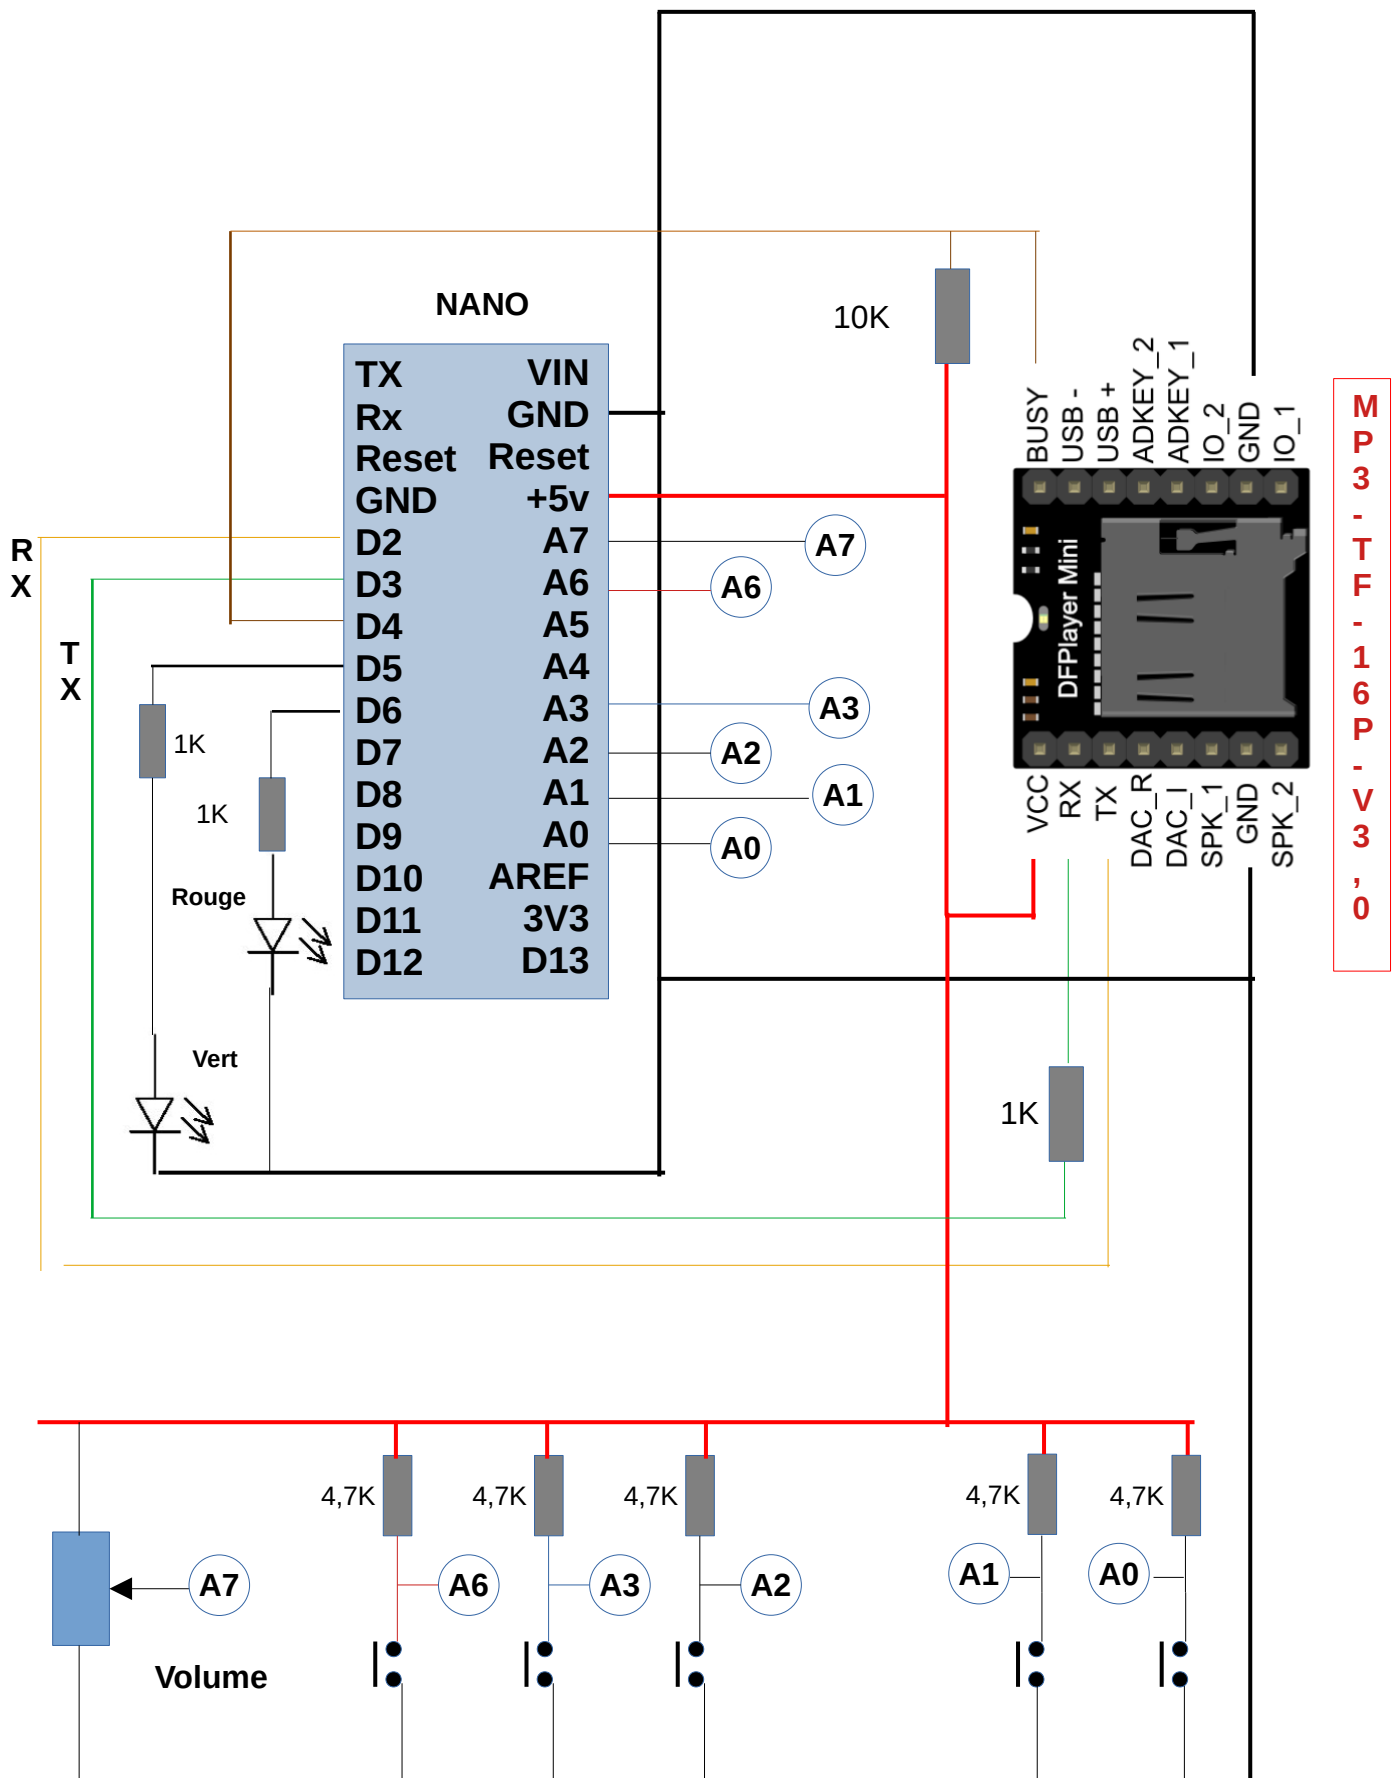 NANO
10K
TX VIN
Rx GND
Reset Reset
GND +5v
D2 A7
D3 A6
D4 A5
D5 A4
D6 A3
D7 A2
D8 A1
D9 A0
D10 AREF
D11 3V3
D12 D13
A7
A6
A3
A2
A1
A0
RX
TX
1K
1K
Rouge
Vert
BUSY
USB -
USB +
ADKEY_2
ADKEY_1
IO_2
GND
IO_1
DFPlayer Mini
VCC
RX
TX
DAC_R
DAC_I
SPK_1
GND
SPK_2
MP3-TF-16P-V3,0
1K
4,7K 4,7K 4,7K 4,7K 4,7K
A7 A6 A3 A2 A1 A0
Volume